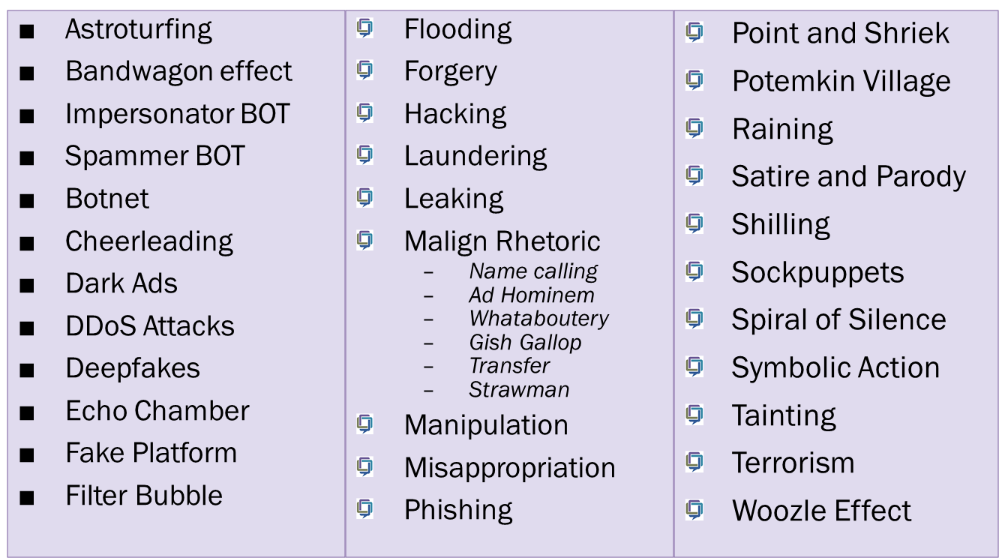 ■ Astroturfing
■ Bandwagon effect
■ Impersonator BOT
■ Spammer BOT
■ Botnet
■ Cheerleading
■ Dark Ads
■ DDoS Attacks
■ Deepfakes
■ Echo Chamber
■ Fake Platform
■ Filter Bubble
Flooding
Forgery
Hacking
Laundering
Leaking
Malign Rhetoric
– Name calling
– Ad Hominem
– Whataboutery
– Gish Gallop
– Transfer
– Strawman
Manipulation
Misappropriation
Phishing
Point and Shriek
Potemkin Village
Raining
Satire and Parody
Shilling
Sockpuppets
Spiral of Silence
Symbolic Action
Tainting
Terrorism
Woozle Effect